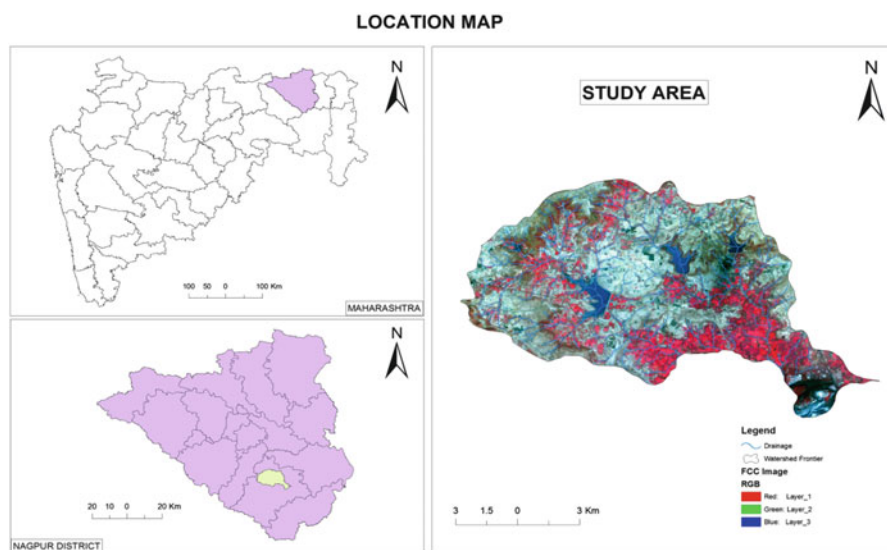 LOCATION MAP
N
100 50 0 100 Km
MAHARASHTRA
N
20 10 0 20 Km
NAGPUR DISTRICT
STUDY AREA
N
Legend
Drainage
Watershed Frontier
FCC Image
RGB
Red: Layer_1
Green: Layer_2
Blue: Layer_3
3 1.5 0 3 Km